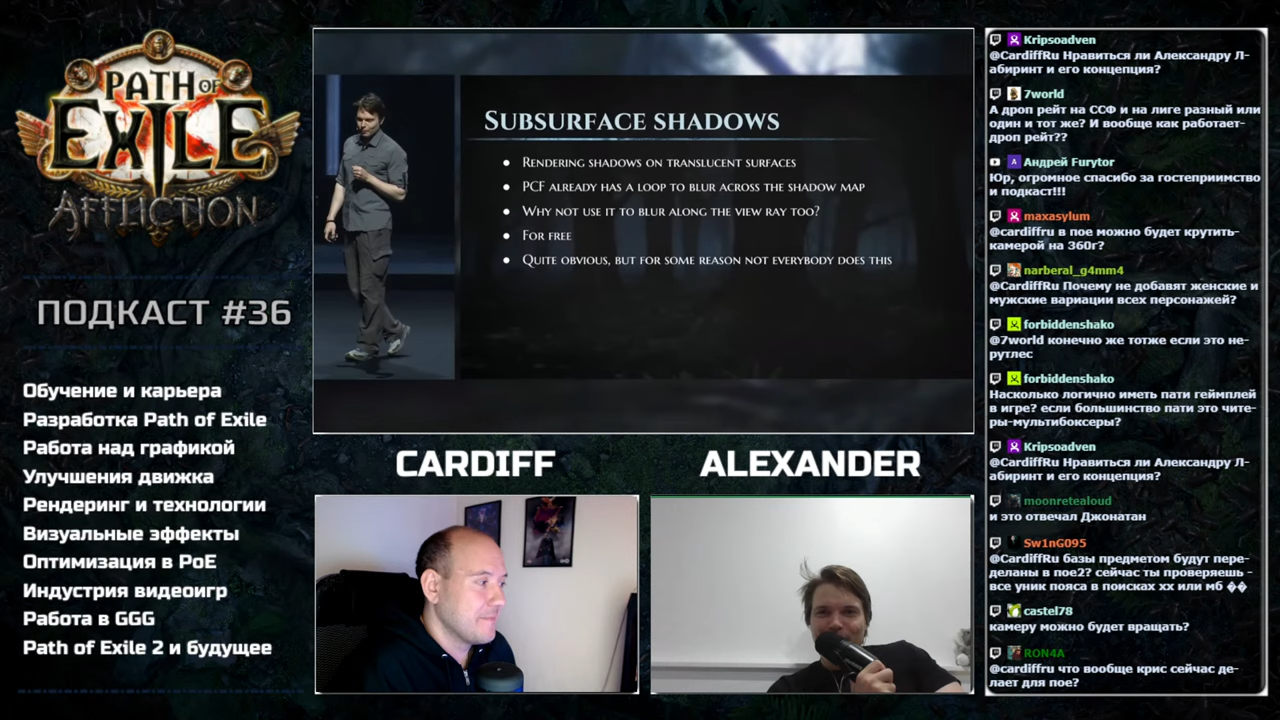 PATH OF
EXILE
AFFLICTION
ПОДКАСТ #36
Обучение и карьера
Разработка Path of Exile
Работа над графикой
Улучшения движка
Рендеринг и технологии
Визуальные эффекты
Оптимизация в PoE
Индустрия видеоигр
Работа в GGG
Path of Exile 2 и будущее
Subsurface shadows
Rendering shadows on translucent surfaces
PCF already has a loop to blur across the shadow map
Why not use it to blur along the view ray too?
For free
Quite obvious, but for some reason not everybody does this
CARDIFF
ALEXANDER
Kripsoadven
@CardiffRu Нравиться ли Александру Л-
абиринт и его концепция?
7world
А дроп рейт на ССФ и на лиге разный или
один и тот же? И вообще как работает-
дроп рейт??
Андрей Furytor
Юр, огромное спасибо за гостеприимство
и подкаст!!!
maxasylum
@cardiffru в пое можно будет крутить-
камерой на 360г?
narberal_g4mm4
@CardiffRu Почему не добавят женские и
мужские вариации всех персонажей?
forbiddenshako
@7world конечно же тотже если это не-
рутлес
forbiddenshako
Насколько логично иметь пати геймплей
в игре? если большинство пати это чите-
ры-мультибоксеры?
Kripsoadven
@CardiffRu Нравиться ли Александру Л-
абиринт и его концепция?
moonretealoud
и это отвечал Джонатан
Sw1nG095
@CardiffRu базы предметом будут пере-
деланы в пое2? сейчас ты проверяешь -
все уник пояса в поисках хх или мб ��
castel78
камеру можно будет вращать?
RON4A
@cardiffru что вообще крис сейчас де-
лает для пое?